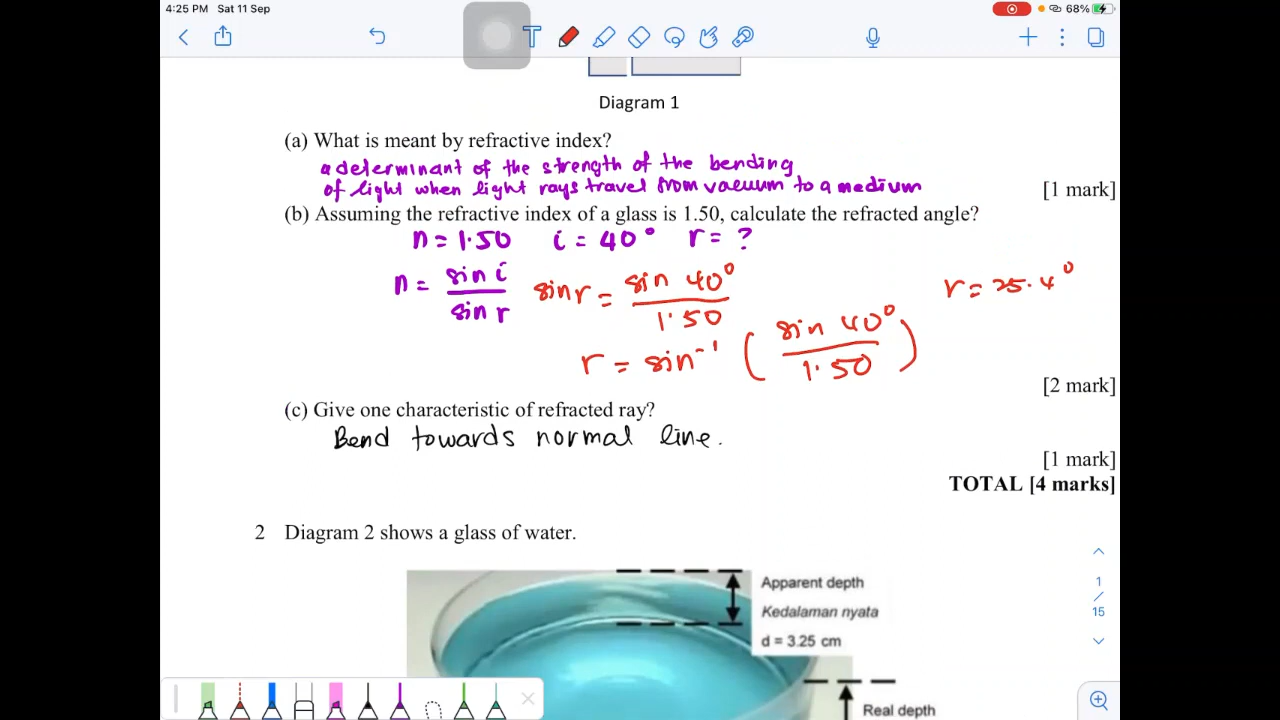 4:25 PM Sat 11 Sep
68%
T
Diagram 1
(a) What is meant by refractive index?
a determinant of the strength of the bending
of light when light rays travel from vacuum to a medium
[1 mark]
(b) Assuming the refractive index of a glass is 1.50, calculate the refracted angle?
n = 1.50 i = 40° r = ?
n = sin i / sin r sin r = sin 40° / 1.50 r = 25.4°
r = sin⁻¹ ( sin 40° / 1.50 )
[2 mark]
(c) Give one characteristic of refracted ray?
Bend towards normal line.
[1 mark]
TOTAL [4 marks]
2 Diagram 2 shows a glass of water.
Apparent depth
Kedalaman nyata
d = 3.25 cm
Real depth
1
/
15